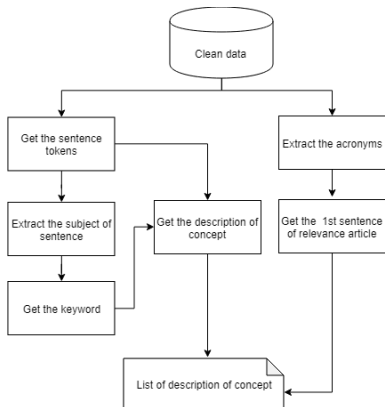 Clean data
Get the sentence
tokens
Extract the acronyms
Extract the subject of
sentence
Get the description of
concept
Get the 1st sentence
of relevance article
Get the keyword
List of description of concept